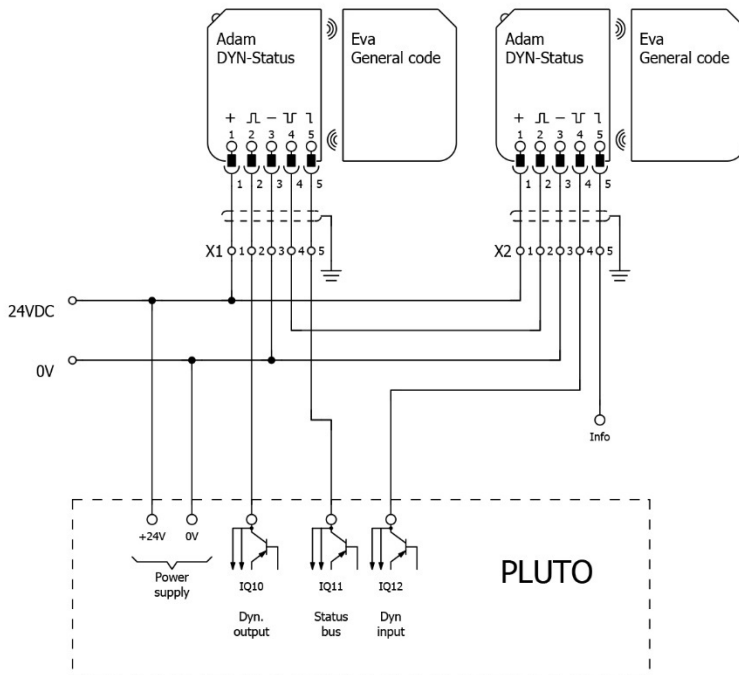 Adam
DYN-Status
Eva
General code
Adam
DYN-Status
Eva
General code
+ ⎍ – ⊔ ʅ
1 2 3 4 5
1 2 3 4 5
+ ⎍ – ⊔ ʅ
1 2 3 4 5
1 2 3 4 5
X1 1 2 3 4 5
X2 1 2 3 4 5
24VDC
0V
Info
+24V 0V
Power
supply
IQ10
Dyn.
output
IQ11
Status
bus
IQ12
Dyn
input
PLUTO